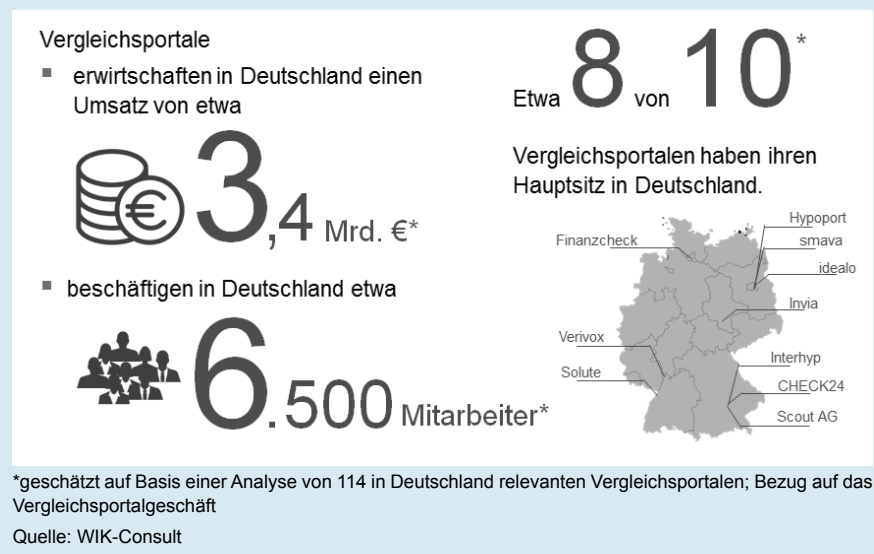 Vergleichsportale
▪ erwirtschaften in Deutschland einen
Umsatz von etwa
€ 3,4 Mrd. €*
▪ beschäftigen in Deutschland etwa
6.500 Mitarbeiter*
Etwa 8 von 10*
Vergleichsportalen haben ihren
Hauptsitz in Deutschland.
Hypoport
Finanzcheck
smava
idealo
Invia
Verivox
Interhyp
Solute
CHECK24
Scout AG
*geschätzt auf Basis einer Analyse von 114 in Deutschland relevanten Vergleichsportalen; Bezug auf das
Vergleichsportalgeschäft
Quelle: WIK-Consult